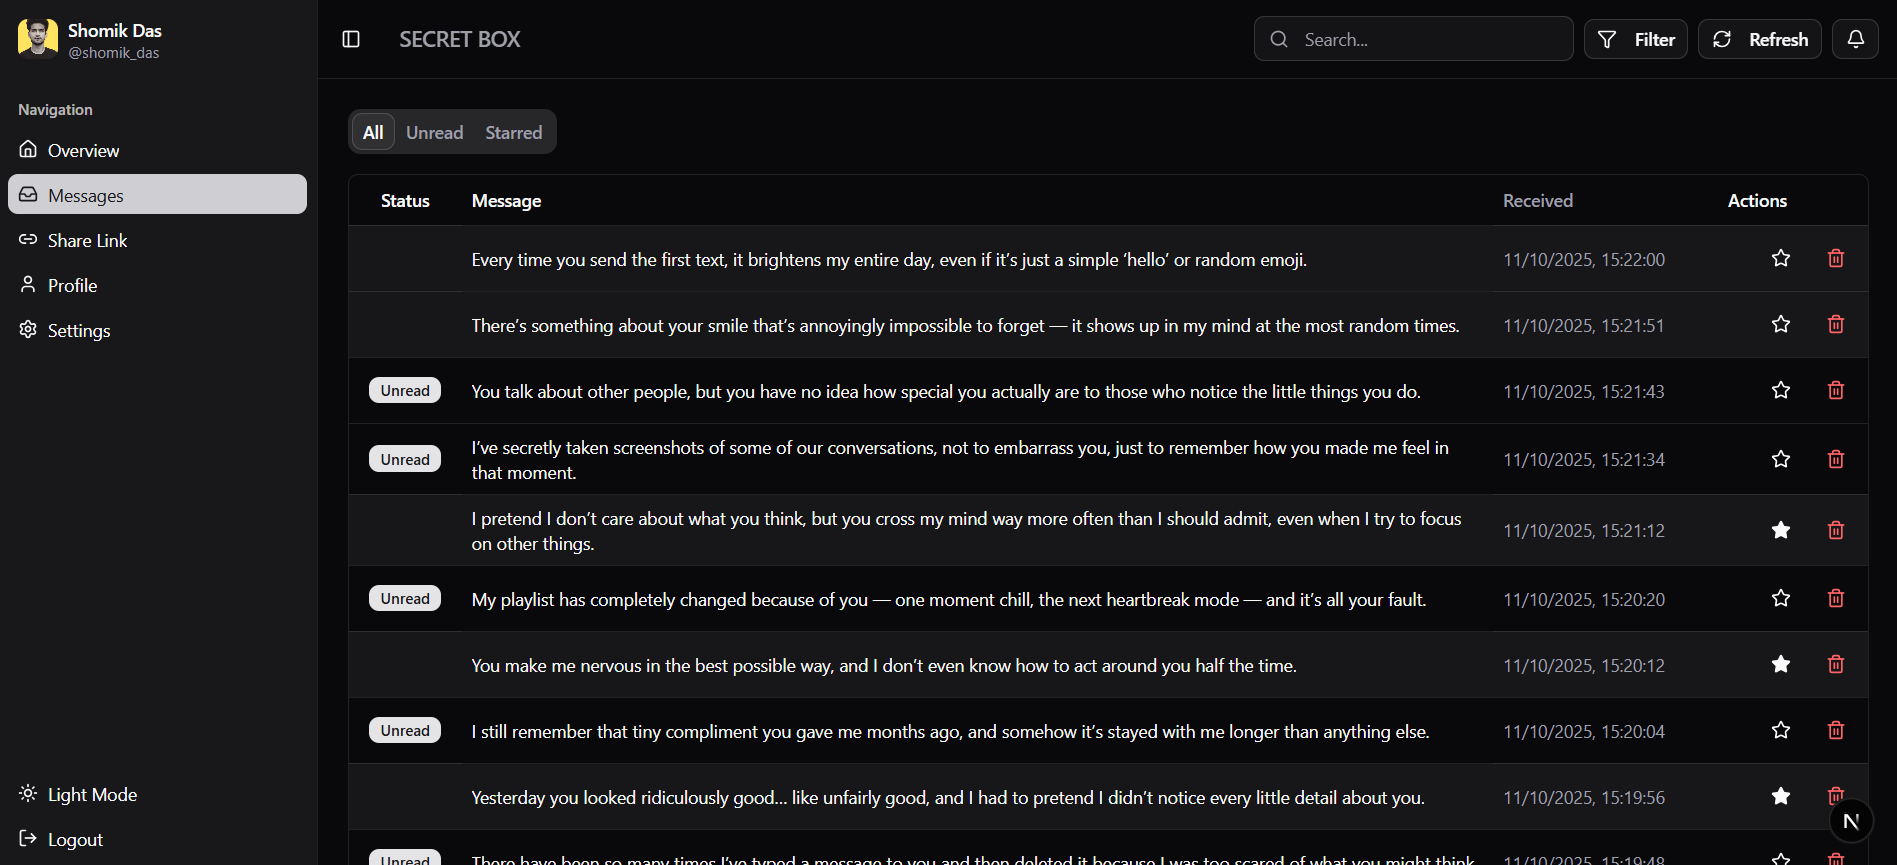 Shomik Das
@shomik_das
SECRET BOX
Search...
Filter
Refresh
Navigation
Overview
Messages
Share Link
Profile
Settings
Light Mode
Logout
All Unread Starred
Status Message Received Actions
Every time you send the first text, it brightens my entire day, even if it’s just a simple ‘hello’ or random emoji. 11/10/2025, 15:22:00
There’s something about your smile that’s annoyingly impossible to forget — it shows up in my mind at the most random times. 11/10/2025, 15:21:51
Unread You talk about other people, but you have no idea how special you actually are to those who notice the little things you do. 11/10/2025, 15:21:43
Unread I’ve secretly taken screenshots of some of our conversations, not to embarrass you, just to remember how you made me feel in
that moment. 11/10/2025, 15:21:34
I pretend I don’t care about what you think, but you cross my mind way more often than I should admit, even when I try to focus
on other things. 11/10/2025, 15:21:12
Unread My playlist has completely changed because of you — one moment chill, the next heartbreak mode — and it’s all your fault. 11/10/2025, 15:20:20
You make me nervous in the best possible way, and I don’t even know how to act around you half the time. 11/10/2025, 15:20:12
Unread I still remember that tiny compliment you gave me months ago, and somehow it’s stayed with me longer than anything else. 11/10/2025, 15:20:04
Yesterday you looked ridiculously good... like unfairly good, and I had to pretend I didn’t notice every little detail about you. 11/10/2025, 15:19:56
N
Unread There have been so many times I’ve typed a message to you and then deleted it because I was too scared of what you might think 11/10/2025, 15:19:48